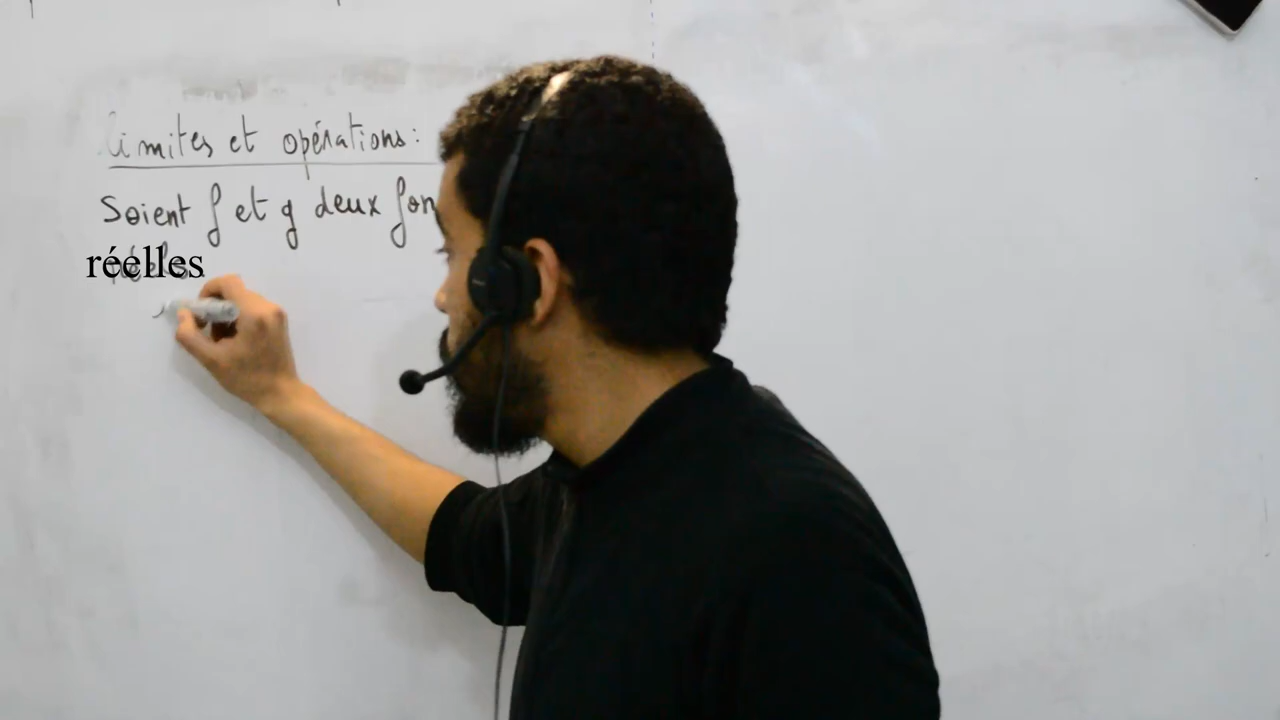 limites et opérations:
Soient f et g deux fon
réelles